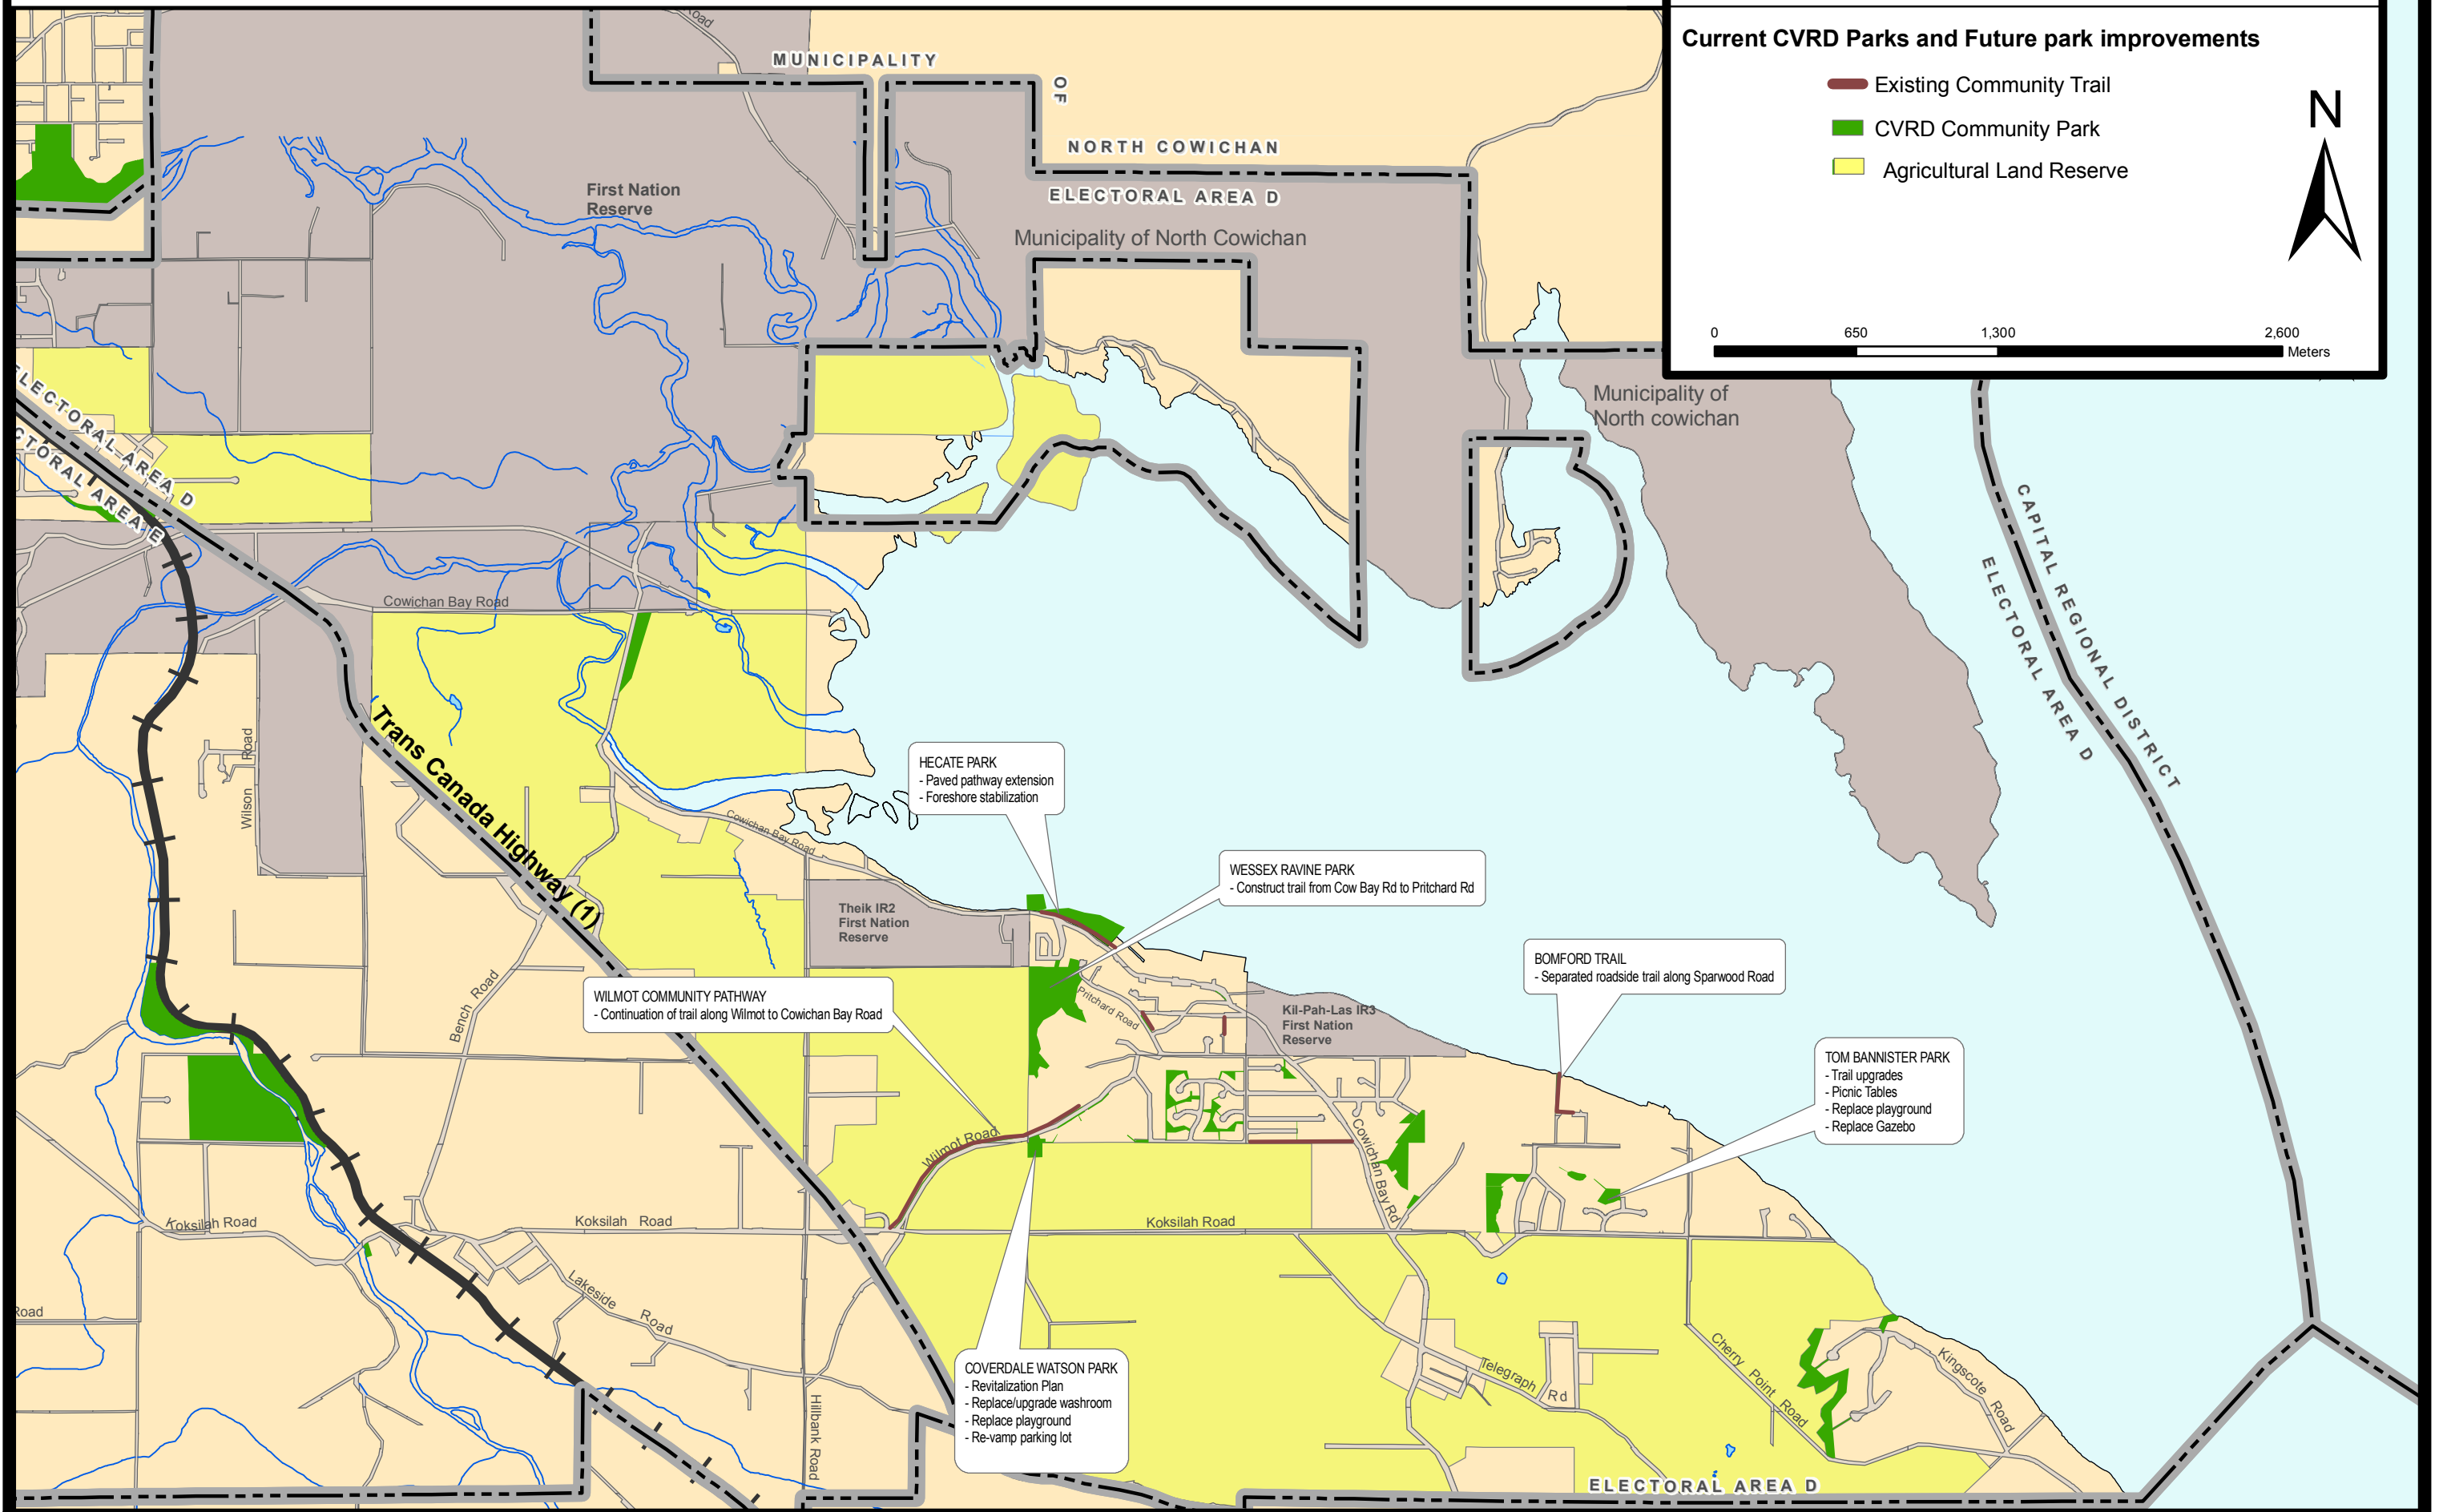 Current CVRD Parks and Future park improvements
Existing Community Trail
CVRD Community Park
Agricultural Land Reserve
N
0 650 1,300 2,600
Meters
Road
MUNICIPALITY
OF
NORTH COWICHAN
ELECTORAL AREA D
Municipality of North Cowichan
First Nation
Reserve
Municipality of
North cowichan
ELECTORAL AREA D
CTORAL AREA E
CAPITAL REGIONAL DISTRICT
ELECTORAL AREA D
Cowichan Bay Road
Wilson Road
Trans Canada Highway (1)
HECATE PARK
- Paved pathway extension
- Foreshore stabilization
Cowichan Bay Road
WESSEX RAVINE PARK
- Construct trail from Cow Bay Rd to Pritchard Rd
Theik IR2
First Nation
Reserve
BOMFORD TRAIL
- Separated roadside trail along Sparwood Road
WILMOT COMMUNITY PATHWAY
- Continuation of trail along Wilmot to Cowichan Bay Road
Bench Road
Pritchard Road
Kil-Pah-Las IR3
First Nation
Reserve
TOM BANNISTER PARK
- Trail upgrades
- Picnic Tables
- Replace playground
- Replace Gazebo
Wilmot Road
Cowichan Bay Rd
Koksilah Road
Koksilah Road
Koksilah Road
Lakeside Road
Road
COVERDALE WATSON PARK
- Revitalization Plan
- Replace/upgrade washroom
- Replace playground
- Re-vamp parking lot
Hillbank Road
Telegraph Rd
Cherry Point Road
Kingscote Road
ELECTORAL AREA D